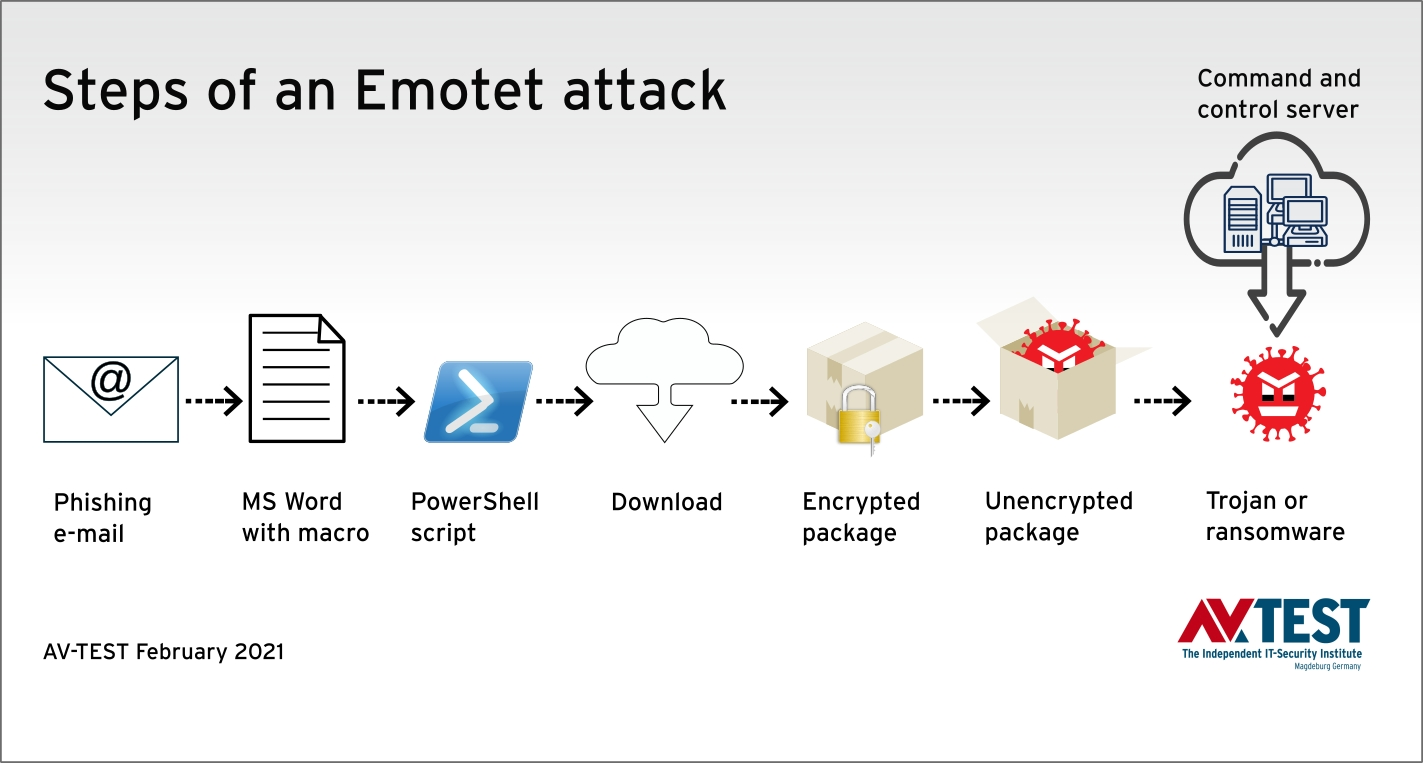 Steps of an Emotet attack
Command and
control server
@
Phishing
e-mail
MS Word
with macro
PowerShell
script
Download
Encrypted
package
Unencrypted
package
Trojan or
ransomware
AV-TEST February 2021
AV TEST
The Independent IT-Security Institute
Magdeburg Germany